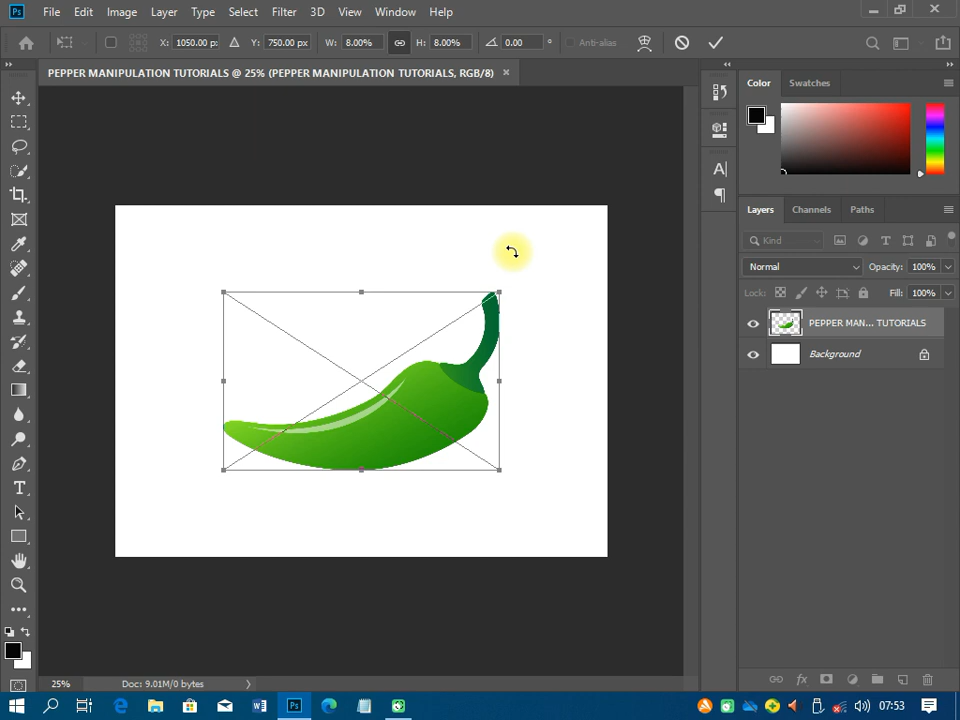 Ps File Edit Image Layer Type Select Filter 3D View Window Help
X: 1050.00 px Y: 750.00 px W: 8.00% H: 8.00% 0.00 ° Anti-alias
PEPPER MANIPULATION TUTORIALS @ 25% (PEPPER MANIPULATION TUTORIALS, RGB/8) ×
Color Swatches
Layers Channels Paths
Kind
Normal Opacity: 100%
Lock: Fill: 100%
PEPPER MAN... TUTORIALS
Background
25% Doc: 9.01M/0 bytes
Ps 07:53